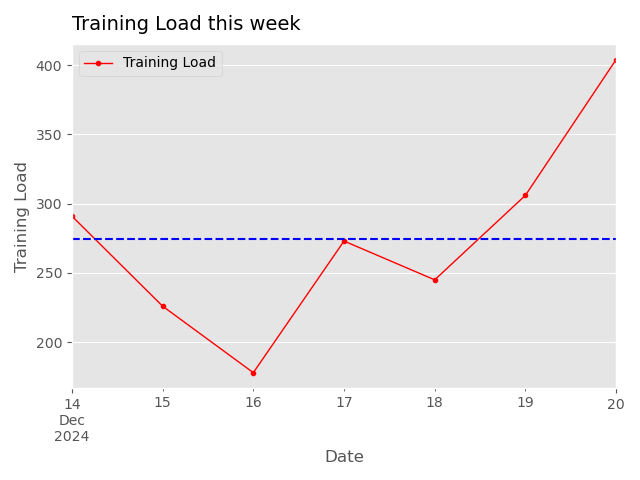 Training Load this week
Training Load
400
350
300
250
200
Training Load
14 15 16 17 18 19 20
Dec
2024
Date